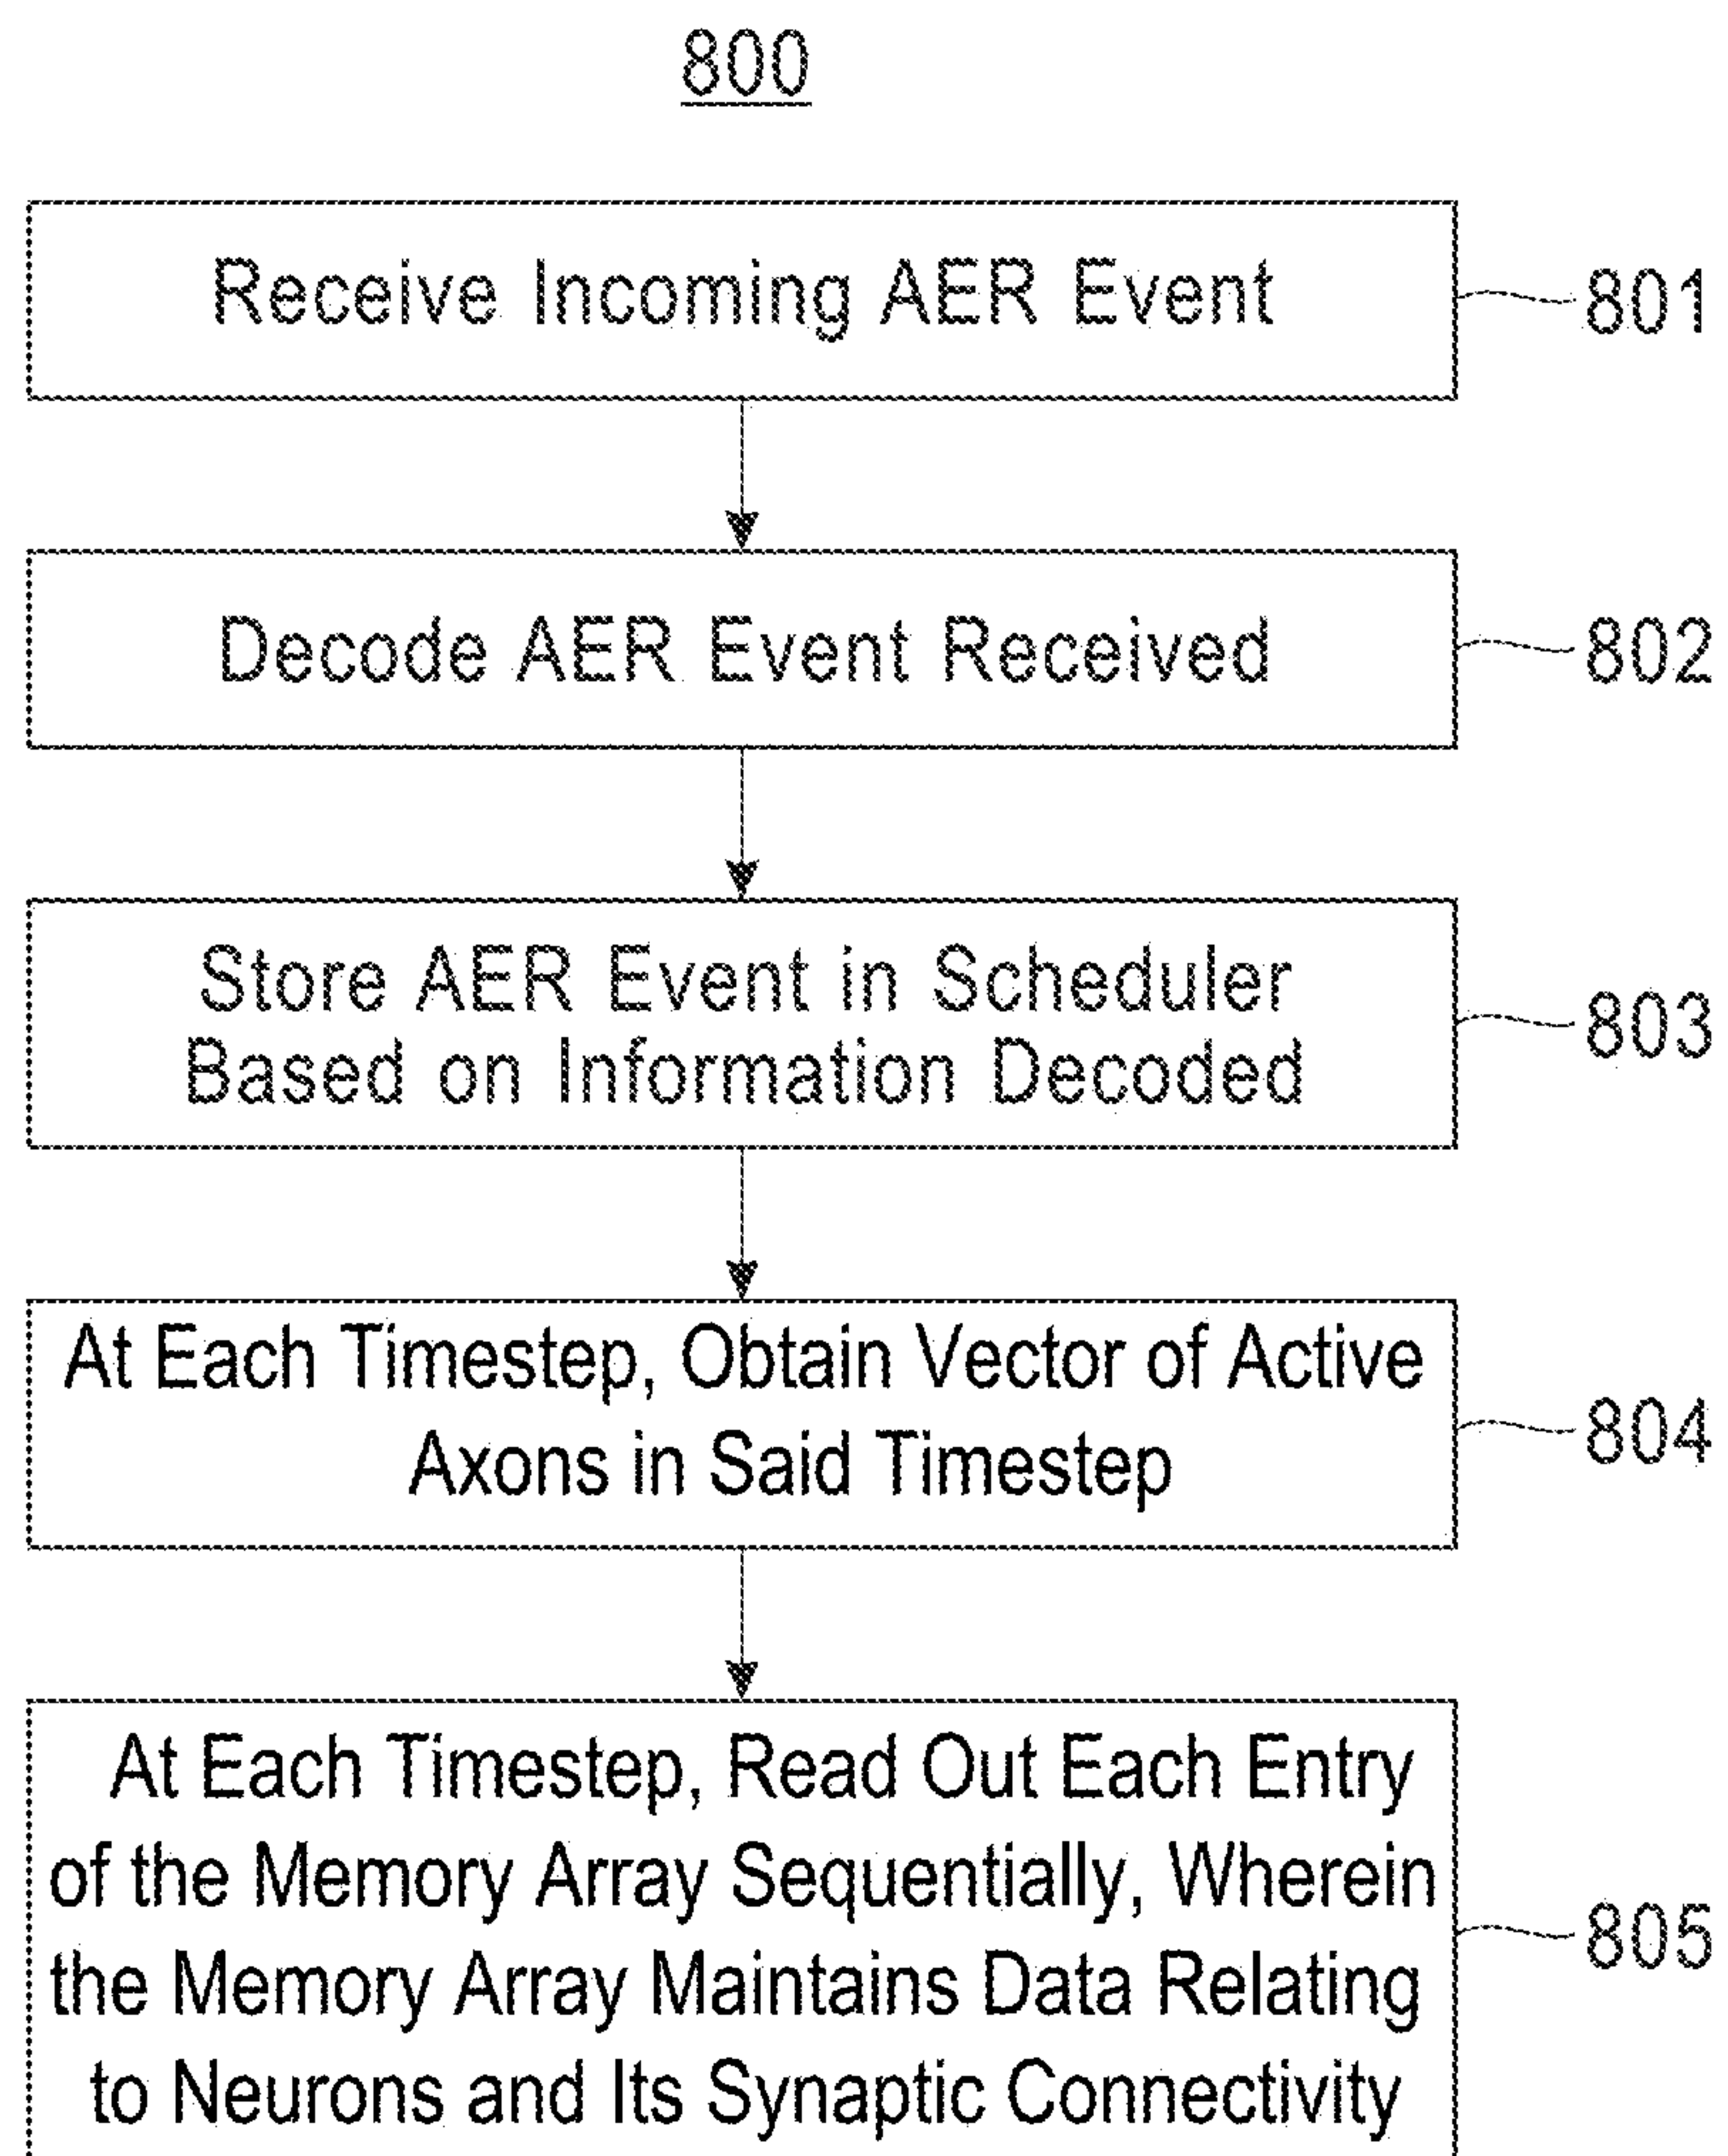 800
Receive Incoming AER Event
801
Decode AER Event Received
802
Store AER Event in Scheduler
Based on Information Decoded
803
At Each Timestep, Obtain Vector of Active
Axons in Said Timestep
804
At Each Timestep, Read Out Each Entry
of the Memory Array Sequentially, Wherein
the Memory Array Maintains Data Relating
to Neurons and Its Synaptic Connectivity
805